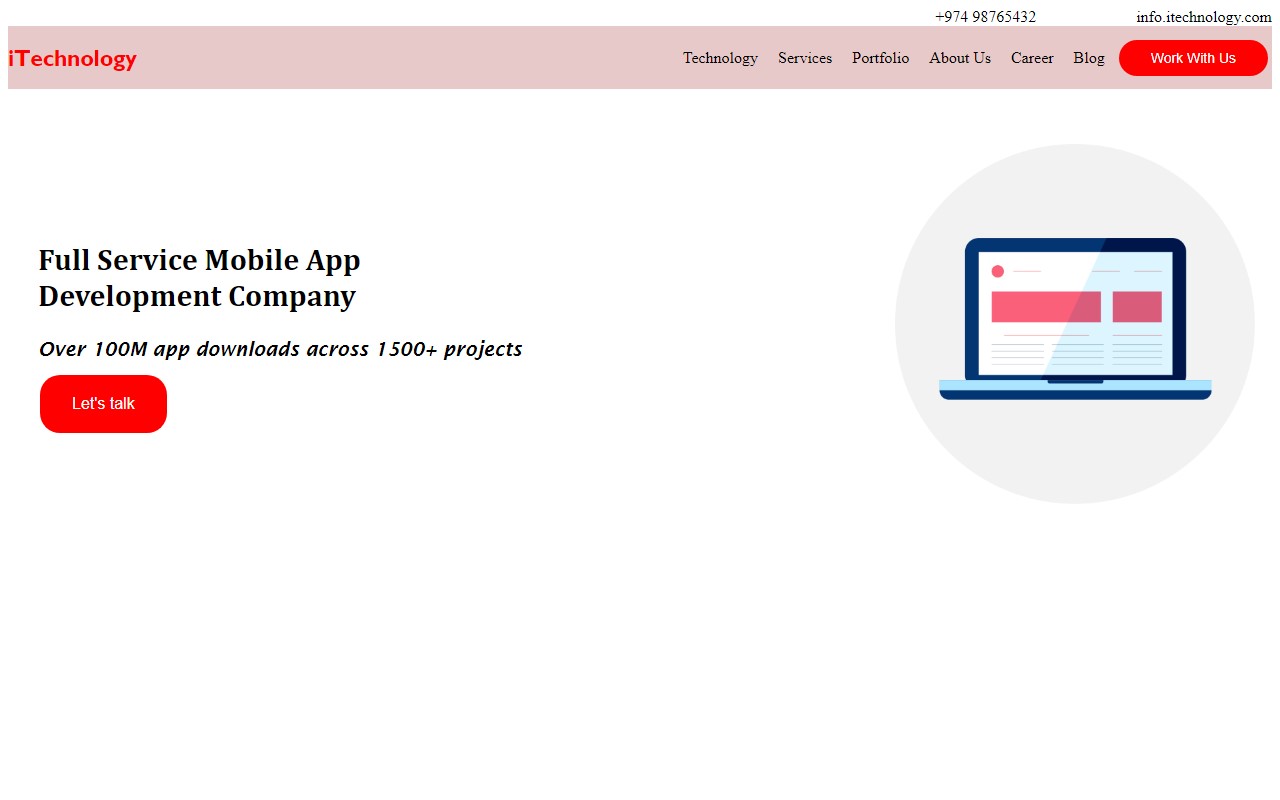 +974 98765432 info.itechnology.com
iTechnology Technology Services Portfolio About Us Career Blog Work With Us
Full Service Mobile App
Development Company
Over 100M app downloads across 1500+ projects
Let's talk